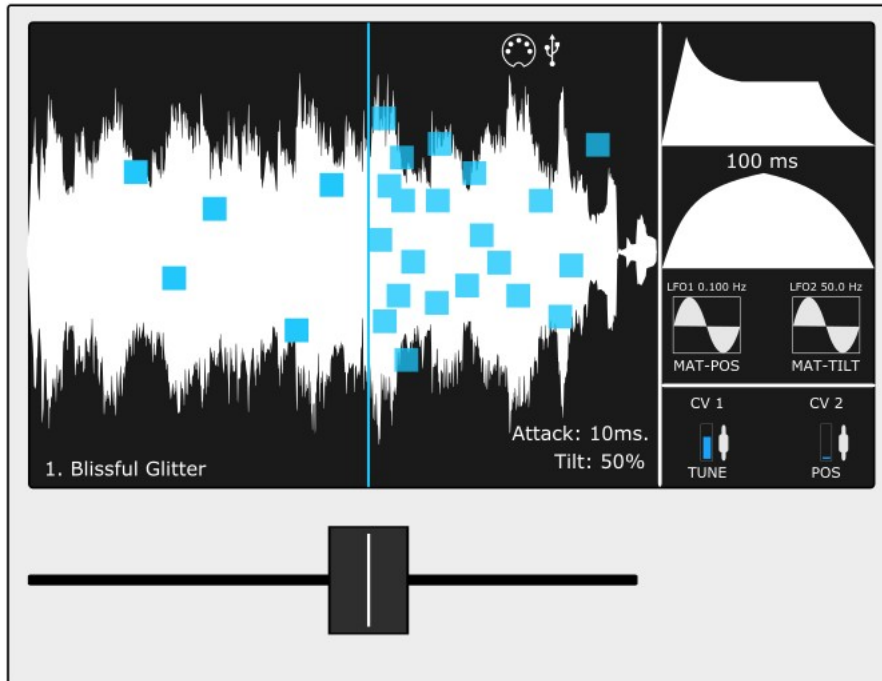 1. Blissful Glitter
Attack: 10ms.
Tilt: 50%
100 ms
LFO1 0.100 Hz
LFO2 50.0 Hz
MAT-POS
MAT-TILT
CV 1
CV 2
TUNE
POS